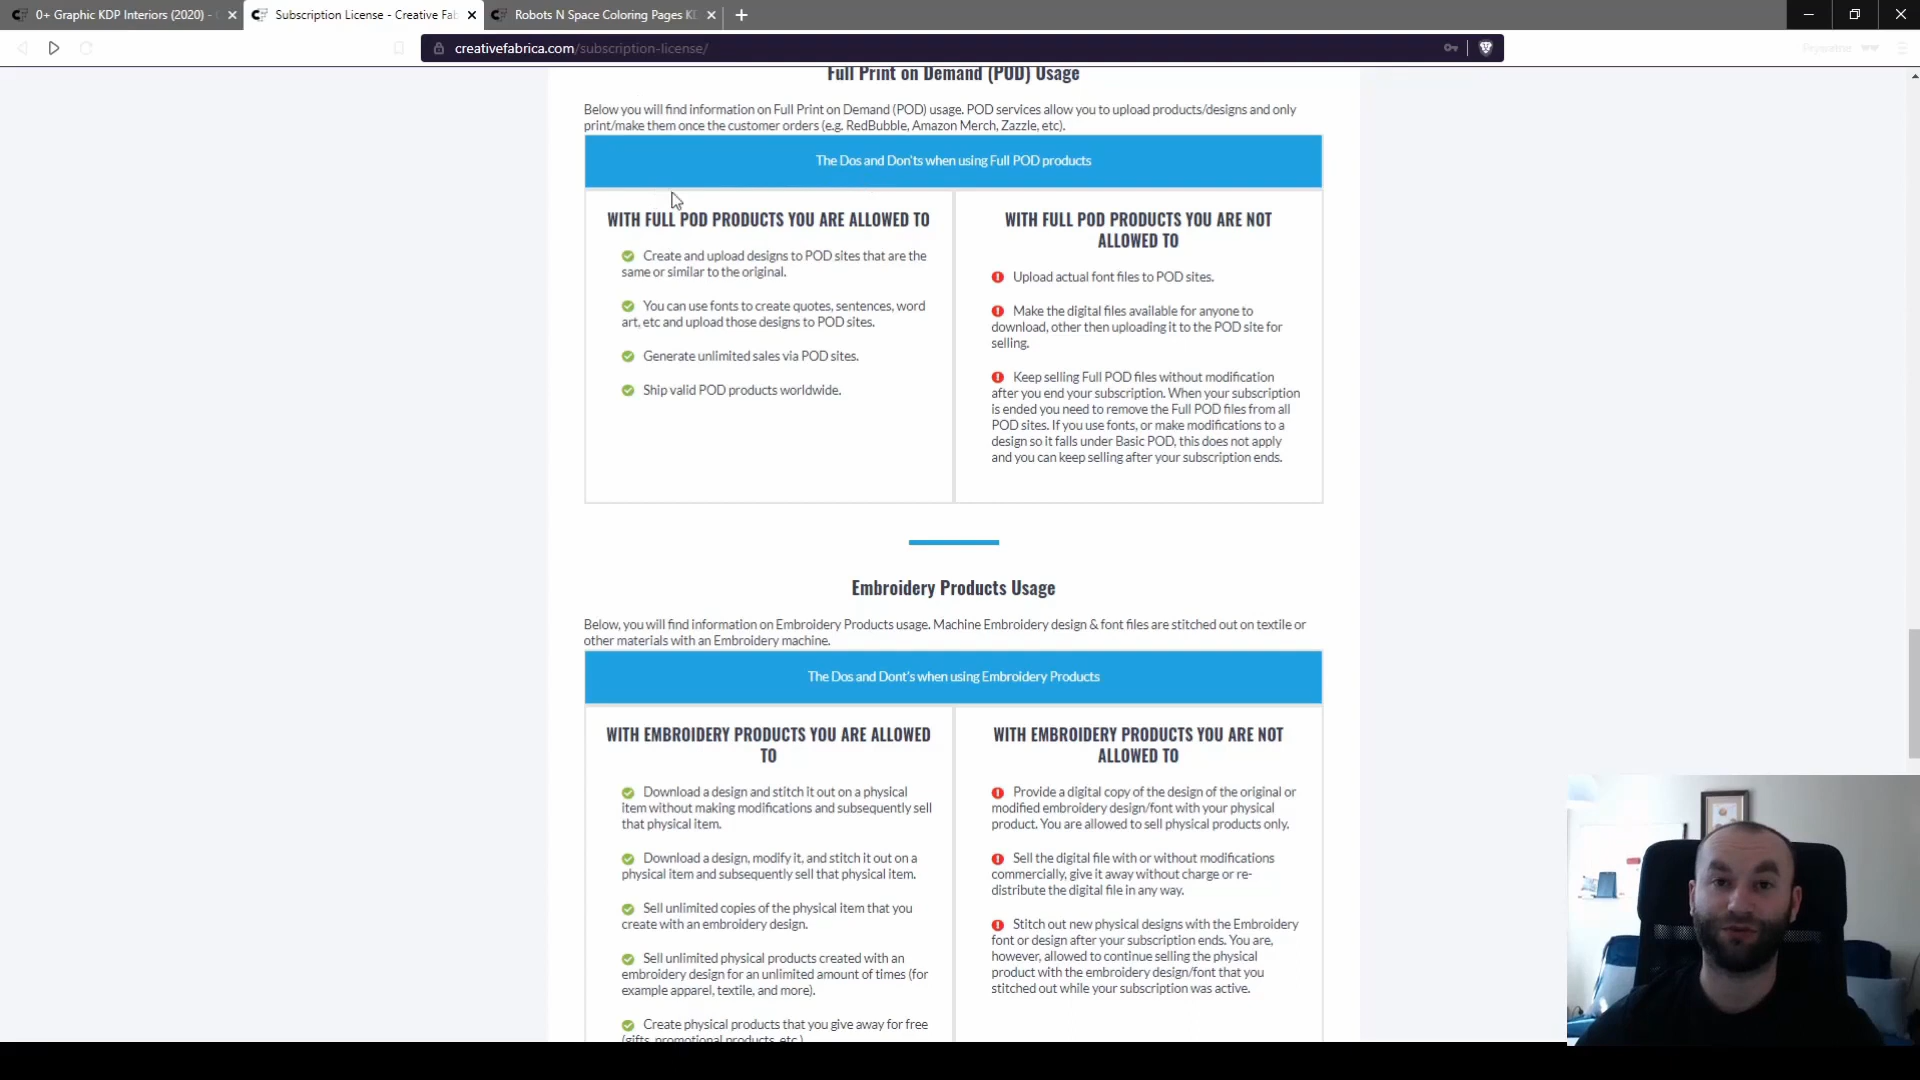 0+ Graphic KDP Interiors (2020) -
Subscription License - Creative Fab
Robots N Space Coloring Pages KD
creativefabrica.com/subscription-license/
Full Print on Demand (POD) Usage
Below you will find information on Full Print on Demand (POD) usage. POD services allow you to upload products/designs and only
print/make them once the customer orders (e.g. RedBubble, Amazon Merch, Zazzle, etc).
The Dos and Don'ts when using Full POD products
WITH FULL POD PRODUCTS YOU ARE ALLOWED TO
Create and upload designs to POD sites that are the
same or similar to the original.
You can use fonts to create quotes, sentences, word
art, etc and upload those designs to POD sites.
Generate unlimited sales via POD sites.
Ship valid POD products worldwide.
WITH FULL POD PRODUCTS YOU ARE NOT
ALLOWED TO
Upload actual font files to POD sites.
Make the digital files available for anyone to
download, other then uploading it to the POD site for
selling.
Keep selling Full POD files without modification
after you end your subscription. When your subscription
is ended you need to remove the Full POD files from all
POD sites. If you use fonts, or make modifications to a
design so it falls under Basic POD, this does not apply
and you can keep selling after your subscription ends.
Embroidery Products Usage
Below, you will find information on Embroidery Products usage. Machine Embroidery design & font files are stitched out on textile or
other materials with an Embroidery machine.
The Dos and Dont's when using Embroidery Products
WITH EMBROIDERY PRODUCTS YOU ARE ALLOWED
TO
Download a design and stitch it out on a physical
item without making modifications and subsequently sell
that physical item.
Download a design, modify it, and stitch it out on a
physical item and subsequently sell that physical item.
Sell unlimited copies of the physical item that you
create with an embroidery design.
Sell unlimited physical products created with an
embroidery design for an unlimited amount of times (for
example apparel, textile, and more).
Create physical products that you give away for free
(gifts, promotional products, etc.)
WITH EMBROIDERY PRODUCTS YOU ARE NOT
ALLOWED TO
Provide a digital copy of the design of the original or
modified embroidery design/font with your physical
product. You are allowed to sell physical products only.
Sell the digital file with or without modifications
commercially, give it away without charge or re-
distribute the digital file in any way.
Stitch out new physical designs with the Embroidery
font or design after your subscription ends. You are,
however, allowed to continue selling the physical
product with the embroidery design/font that you
stitched out while your subscription was active.